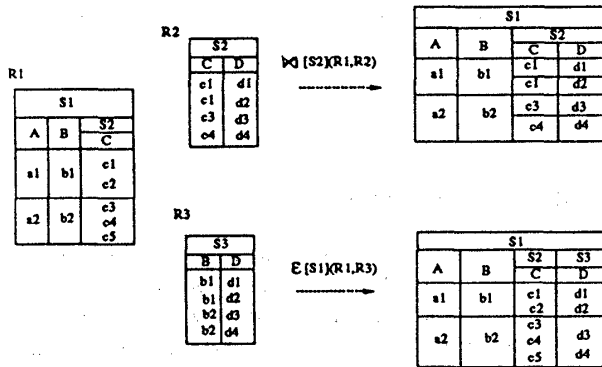 R1
S1
A B S2
C
a1 b1 c1
c2
a2 b2 c3
c4
c5
R2
S2
C D
c1 d1
c1 d2
c3 d3
c4 d4
⋈ [S2](R1,R2)
S1
A B S2
C D
a1 b1 c1 d1
c1 d2
a2 b2 c3 d3
c4 d4
R3
S3
B D
b1 d1
b1 d2
b2 d3
b2 d4
Ɛ [S1](R1,R3)
S1
A B S2 S3
C D
a1 b1 c1 d1
c2 d2
a2 b2 c3
c4 d3
c5 d4